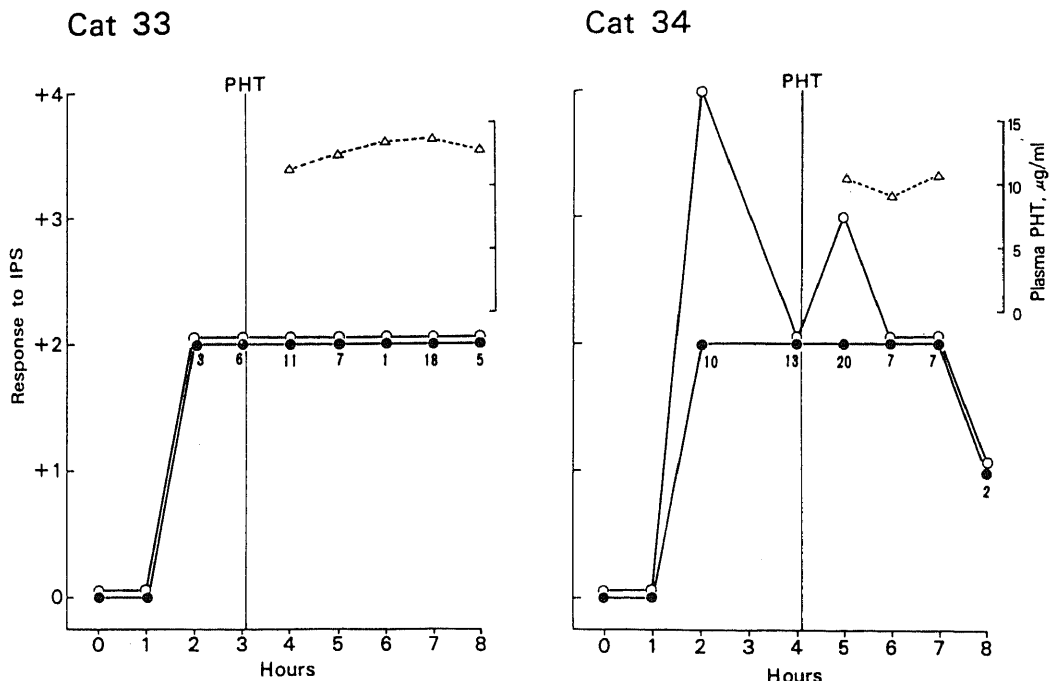 Cat 33
Cat 34
PHT
PHT
+4
+3
+2
+1
0
Response to IPS
3 6 11 7 1 18 5
0 1 2 3 4 5 6 7 8
Hours
15
10
5
0
Plasma PHT, μg/ml
10 13 20 7 7
2
0 1 2 4 5 6 7 8
Hours